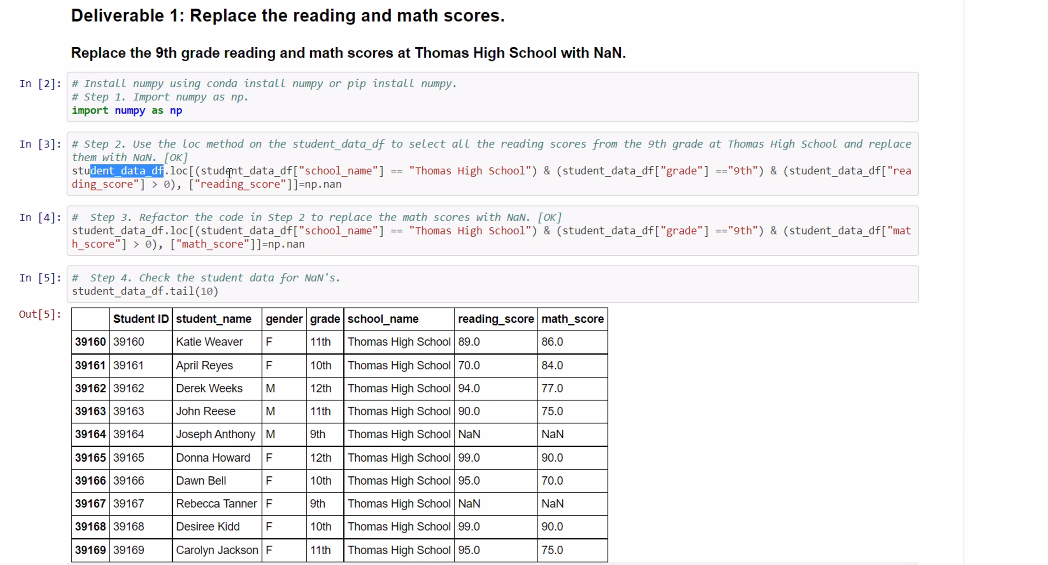 Deliverable 1: Replace the reading and math scores.
Replace the 9th grade reading and math scores at Thomas High School with NaN.
In [2]: # Install numpy using conda install numpy or pip install numpy.
# Step 1. Import numpy as np.
import numpy as np
In [3]: # Step 2. Use the loc method on the student_data_df to select all the reading scores from the 9th grade at Thomas High School and replace
them with NaN. [OK]
student_data_df.loc[(student_data_df["school_name"] == "Thomas High School") & (student_data_df["grade"] =="9th") & (student_data_df["rea
ding_score"] > 0), ["reading_score"]]=np.nan
In [4]: #  Step 3. Refactor the code in Step 2 to replace the math scores with NaN. [OK]
student_data_df.loc[(student_data_df["school_name"] == "Thomas High School") & (student_data_df["grade"] =="9th") & (student_data_df["mat
h_score"] > 0), ["math_score"]]=np.nan
In [5]: #  Step 4. Check the student data for NaN's.
student_data_df.tail(10)
Out[5]:
Student ID student_name gender grade school_name reading_score math_score
39160 39160 Katie Weaver F 11th Thomas High School 89.0 86.0
39161 39161 April Reyes F 10th Thomas High School 70.0 84.0
39162 39162 Derek Weeks M 12th Thomas High School 94.0 77.0
39163 39163 John Reese M 11th Thomas High School 90.0 75.0
39164 39164 Joseph Anthony M 9th Thomas High School NaN NaN
39165 39165 Donna Howard F 12th Thomas High School 99.0 90.0
39166 39166 Dawn Bell F 10th Thomas High School 95.0 70.0
39167 39167 Rebecca Tanner F 9th Thomas High School NaN NaN
39168 39168 Desiree Kidd F 10th Thomas High School 99.0 90.0
39169 39169 Carolyn Jackson F 11th Thomas High School 95.0 75.0